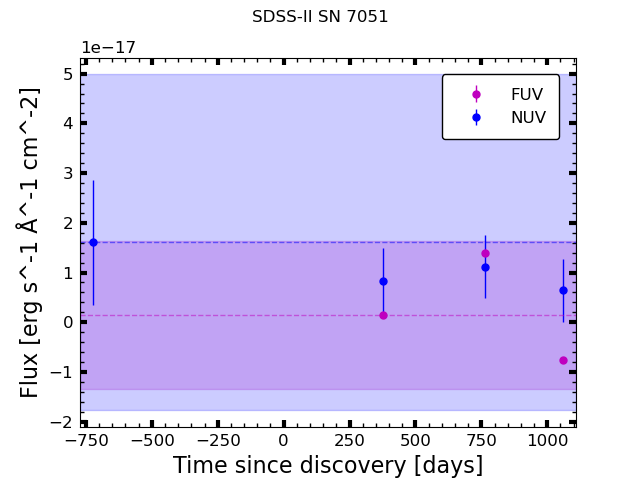 SDSS-II SN 7051
1e−17
FUV
NUV
5
4
3
2
1
0
−1
−2
Flux [erg s^-1 Å^-1 cm^-2]
−750 −500 −250 0 250 500 750 1000
Time since discovery [days]